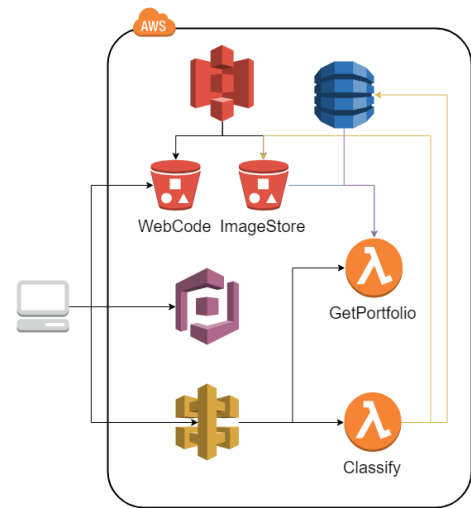 AWS
WebCode
ImageStore
GetPortfolio
Classify